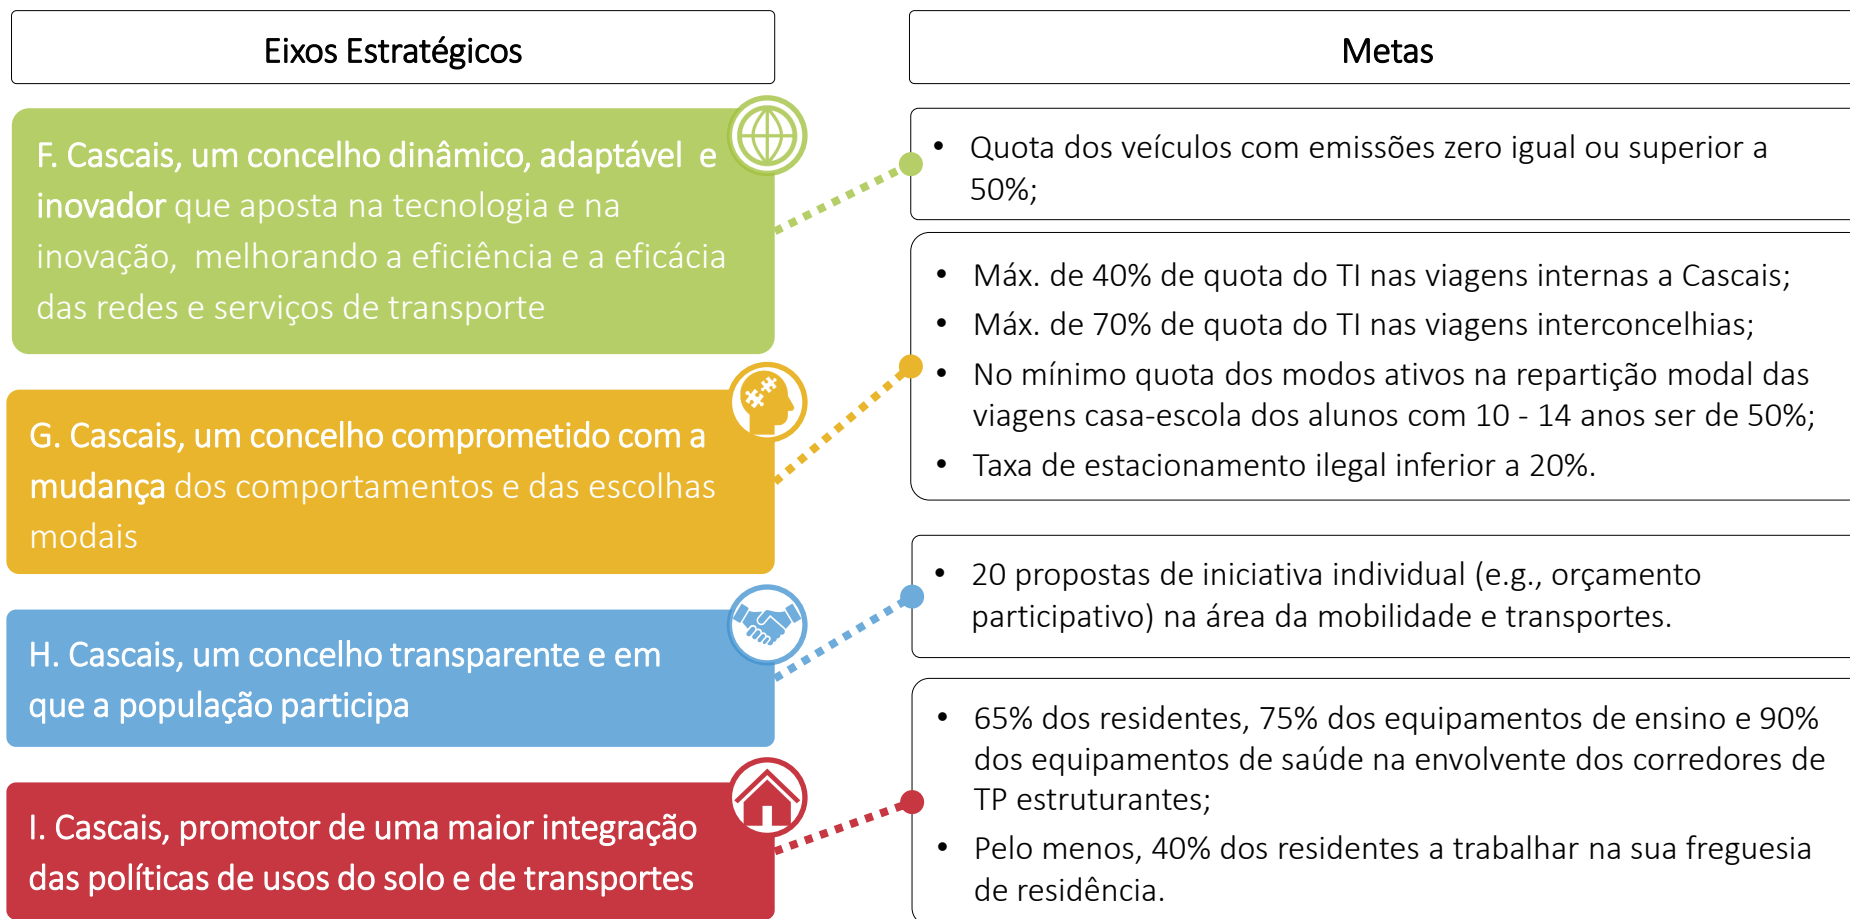 Eixos Estratégicos
Metas
F. Cascais, um concelho dinâmico, adaptável e
inovador que aposta na tecnologia e na
inovação, melhorando a eficiência e a eficácia
das redes e serviços de transporte
• Quota dos veículos com emissões zero igual ou superior a
50%;
G. Cascais, um concelho comprometido com a
mudança dos comportamentos e das escolhas
modais
• Máx. de 40% de quota do TI nas viagens internas a Cascais;
• Máx. de 70% de quota do TI nas viagens interconcelhias;
• No mínimo quota dos modos ativos na repartição modal das
viagens casa-escola dos alunos com 10 - 14 anos ser de 50%;
• Taxa de estacionamento ilegal inferior a 20%.
H. Cascais, um concelho transparente e em
que a população participa
• 20 propostas de iniciativa individual (e.g., orçamento
participativo) na área da mobilidade e transportes.
I. Cascais, promotor de uma maior integração
das políticas de usos do solo e de transportes
• 65% dos residentes, 75% dos equipamentos de ensino e 90%
dos equipamentos de saúde na envolvente dos corredores de
TP estruturantes;
• Pelo menos, 40% dos residentes a trabalhar na sua freguesia
de residência.